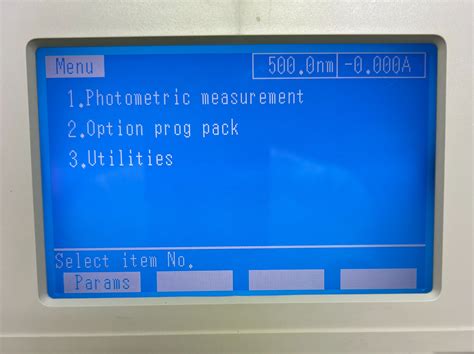 Menu 500.0nm -0.000A
1.Photometric measurement
2.Option prog pack
3.Utilities
Select item No.
Params